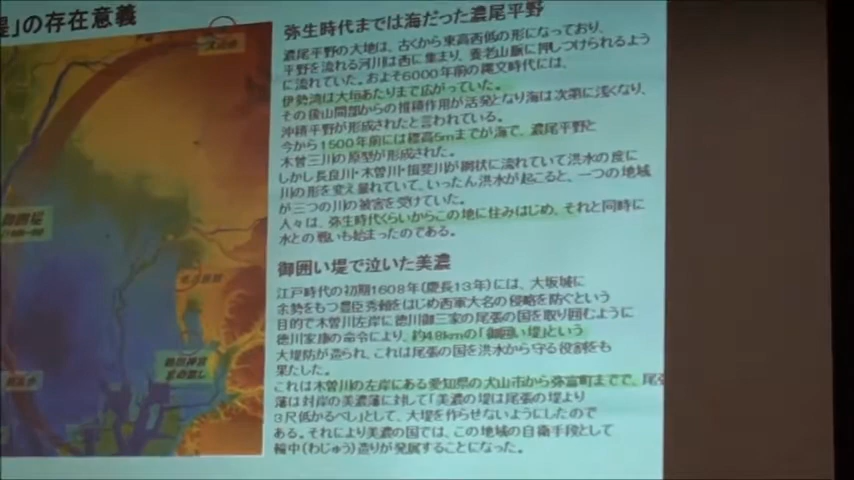 堤」の存在意義
弥生時代までは海だった濃尾平野
濃尾平野の大地は、古くから東高西低の形になっており、
平野を流れる河川は西に集まり、養老山脈に押しつけられるよう
に流れていた。およそ6000年前の縄文時代には、
伊勢湾は大垣あたりまで広がっていた。
その後山間部からの堆積作用が活発となり海は次第に浅くなり、
沖積平野が形成されたと言われている。
今から1500年前には標高5mまでが海で、濃尾平野と
木曽三川の原型が形成された。
しかし長良川・木曽川・揖斐川が網状に流れていて洪水の度に
川の形を変え暴れていて、いったん洪水が起こると、一つの地域
が三つの川の被害を受けていた。
人々は、弥生時代くらいからこの地に住みはじめ、それと同時に
水との戦いも始まったのである。
御囲い堤で泣いた美濃
江戸時代の初期1608年(慶長13年)には、大坂城に
余勢をもつ豊臣秀頼をはじめ西軍大名の侵略を防ぐという
目的で木曽川左岸に徳川御三家の尾張の国を取り囲むように
徳川家康の命令により、約48kmの「御囲い堤」という
大堤防が造られ、これは尾張の国を洪水から守る役割をも
果たした。
これは木曽川の左岸にある愛知県の犬山市から弥富町までで、尾張
藩は対岸の美濃藩に対して「美濃の堤は尾張の堤より
3尺低かるべし」として、大堤を作らせないようにしたので
ある。それにより美濃の国では、この地域の自衛手段として
輪中(わじゅう)造りが発展することになった。
御囲堤